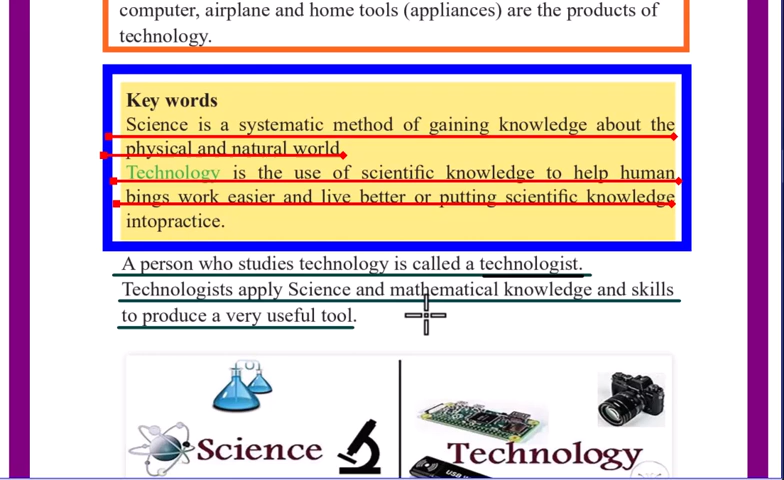 computer, airplane and home tools (appliances) are the products of
technology.
Key words
Science is a systematic method of gaining knowledge about the
physical and natural world.
Technology is the use of scientific knowledge to help human
bings work easier and live better or putting scientific knowledge
intopractice.
A person who studies technology is called a technologist.
Technologists apply Science and mathematical knowledge and skills
to produce a very useful tool.
Science
Technology
USB